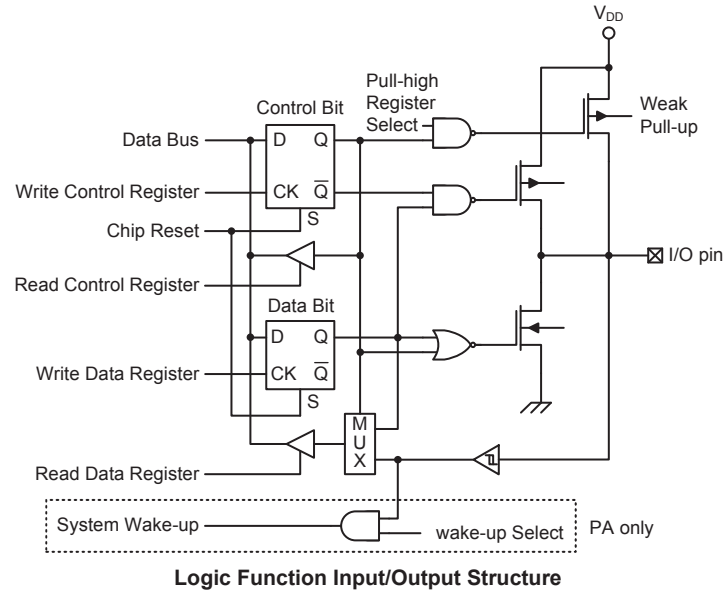 V_DD
Pull-high
Register
Select
Control Bit
Weak
Pull-up
Data Bus
D Q
Write Control Register
CK Q̅
S
Chip Reset
I/O pin
Read Control Register
Data Bit
D Q
Write Data Register
CK Q̅
S
M
U
X
Read Data Register
System Wake-up
wake-up Select
PA only
Logic Function Input/Output Structure